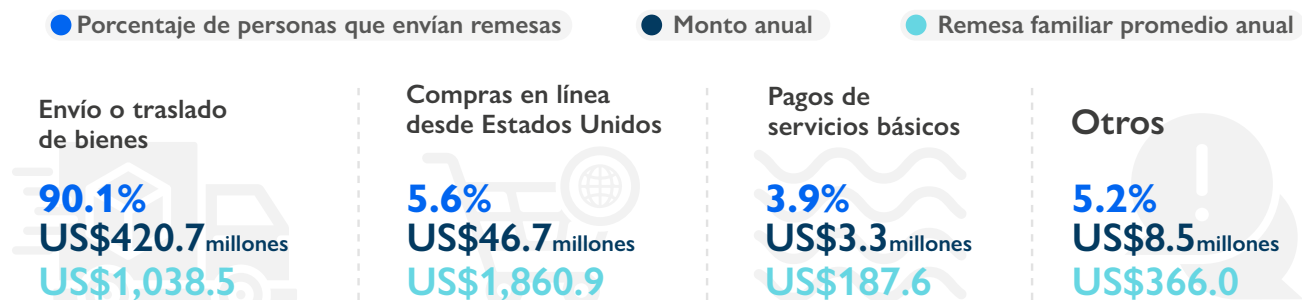 Porcentaje de personas que envían remesas
Monto anual
Remesa familiar promedio anual
Envío o traslado
de bienes
90.1%
US$420.7millones
US$1,038.5
Compras en línea
desde Estados Unidos
5.6%
US$46.7millones
US$1,860.9
Pagos de
servicios básicos
3.9%
US$3.3millones
US$187.6
Otros
5.2%
US$8.5millones
US$366.0